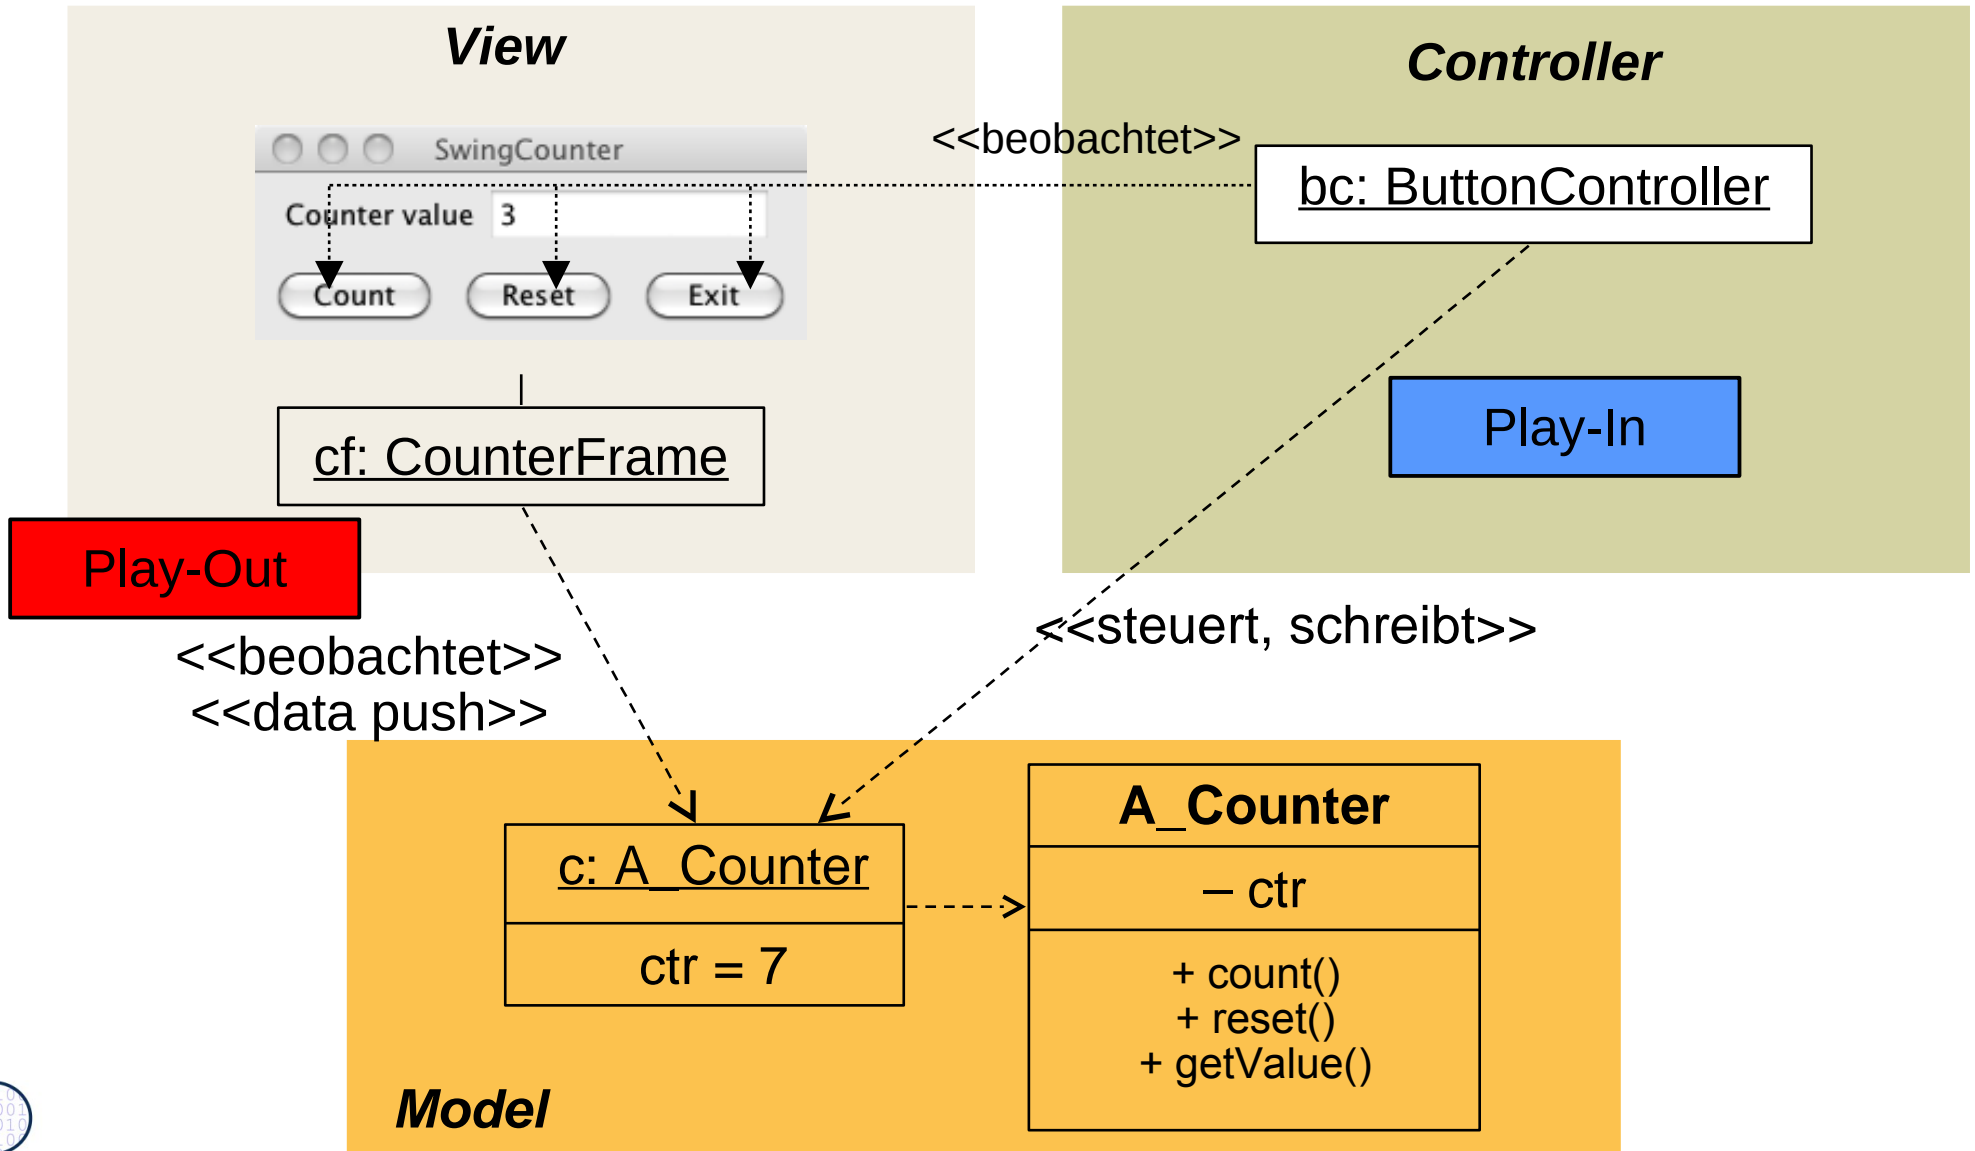 View
Controller
<<beobachtet>>
SwingCounter
bc: ButtonController
Counter value 3
Count Reset Exit
Play-In
cf: CounterFrame
Play-Out
<<steuert, schreibt>>
<<beobachtet>>
<<data push>>
A_Counter
c: A_Counter
– ctr
ctr = 7
+ count()
+ reset()
+ getValue()
Model